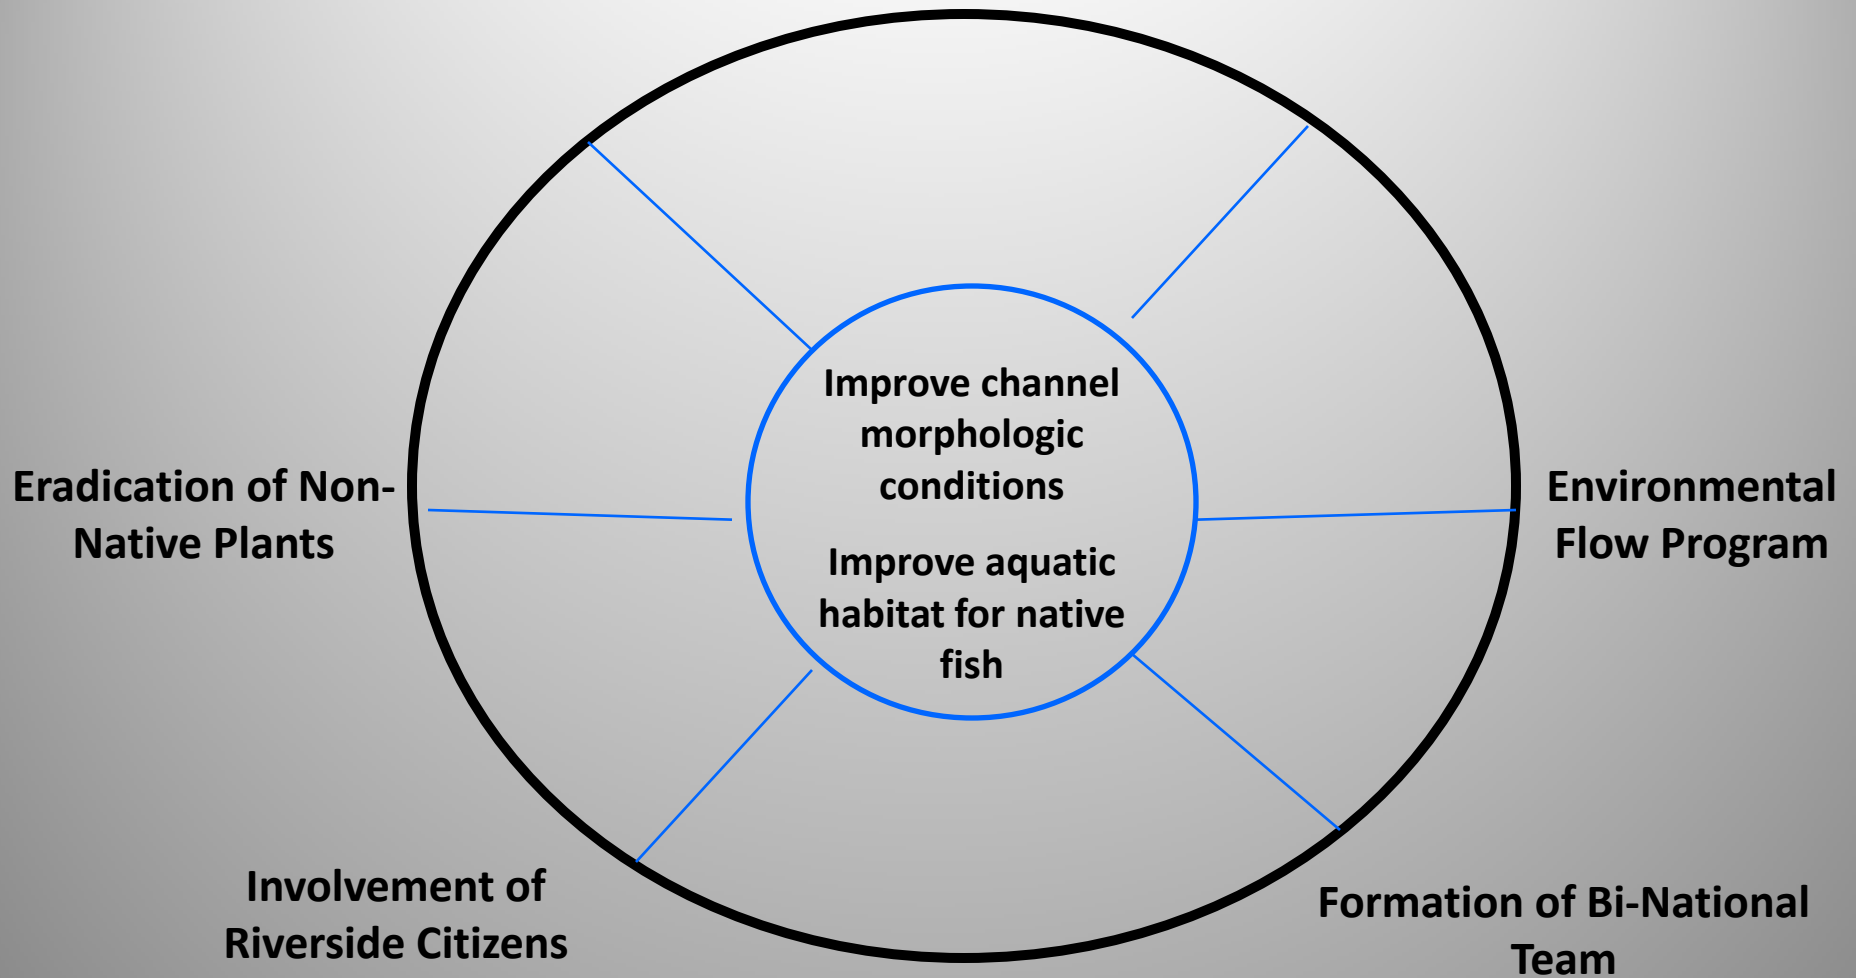 Improve channel
morphologic
conditions
Improve aquatic
habitat for native
fish
Eradication of Non-
Native Plants
Environmental
Flow Program
Involvement of
Riverside Citizens
Formation of Bi-National
Team